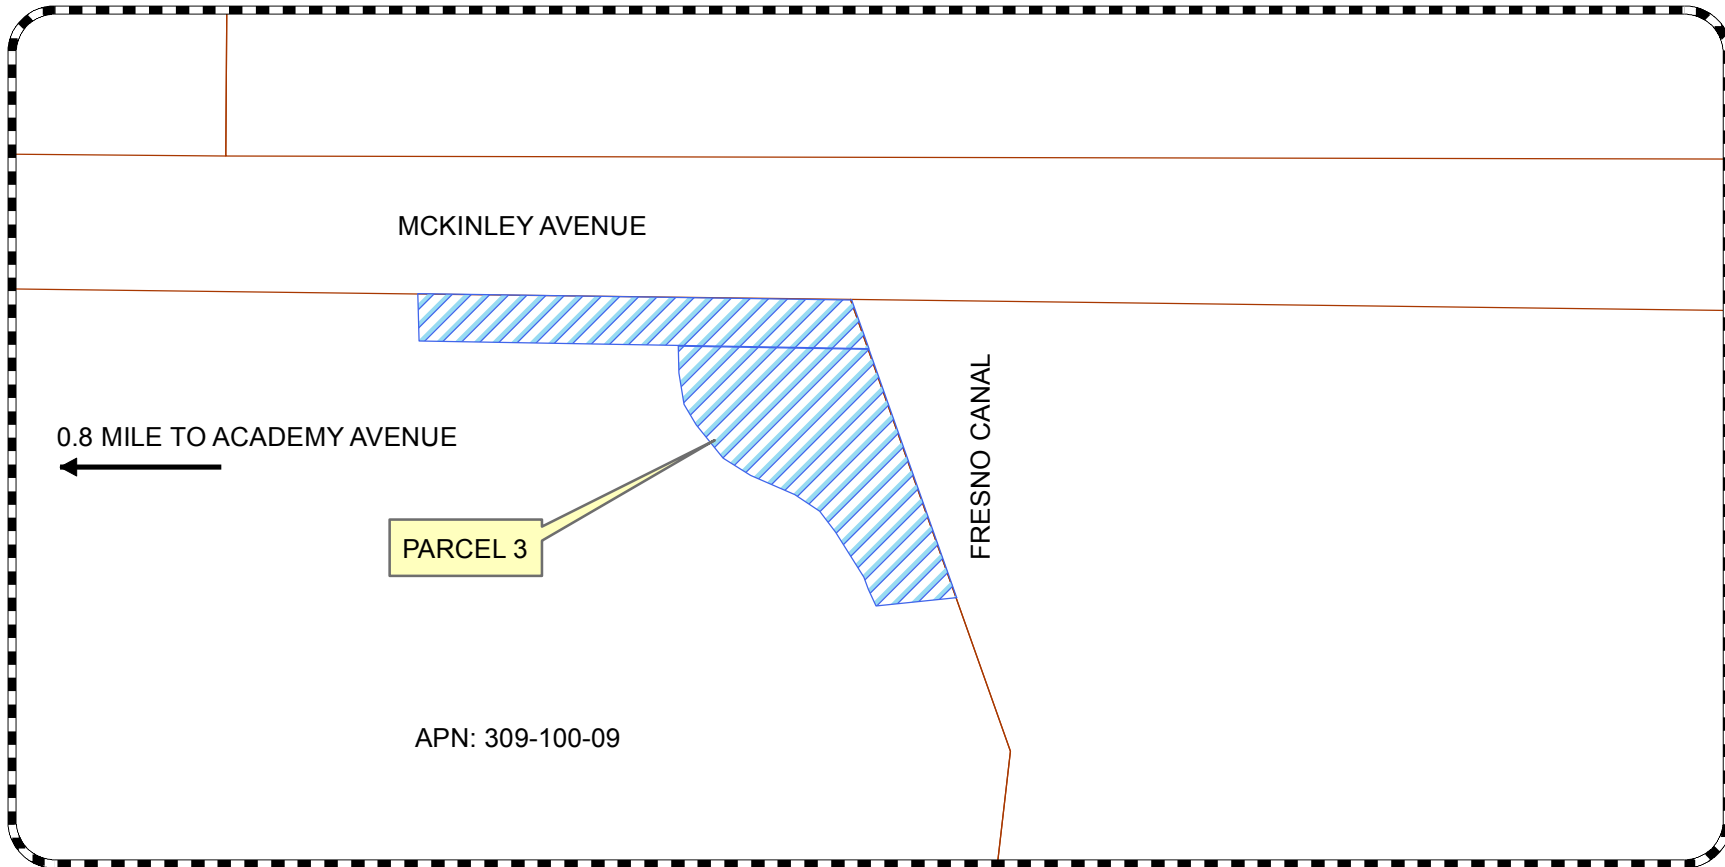 MCKINLEY AVENUE
FRESNO CANAL
0.8 MILE TO ACADEMY AVENUE
PARCEL 3
APN: 309-100-09